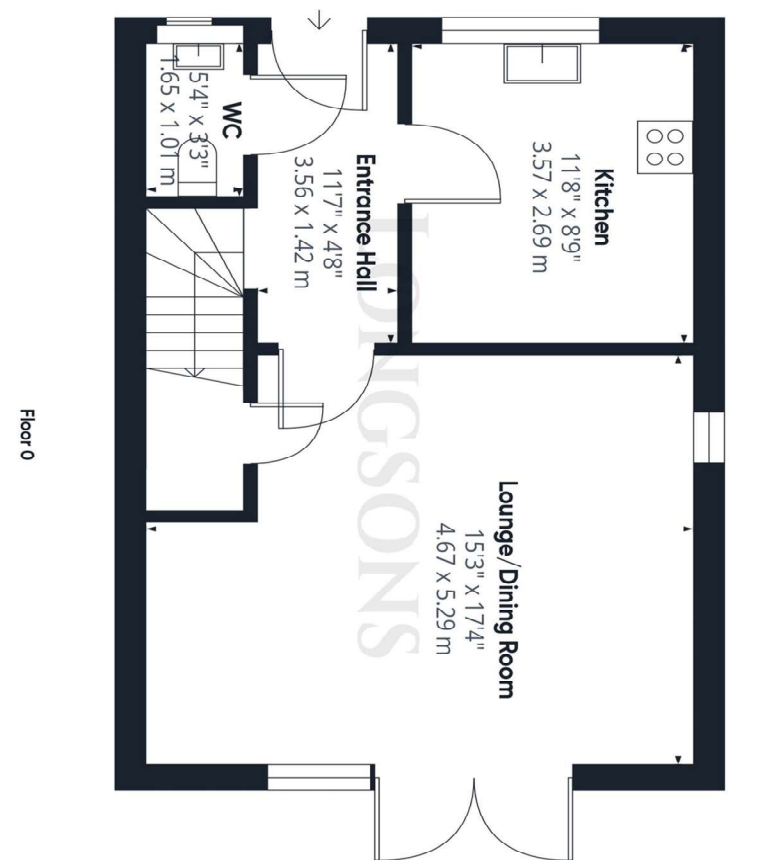 WC
5'4" x 3'3"
1.65 x 1.01 m
Entrance Hall
11'7" x 4'8"
3.56 x 1.42 m
Kitchen
11'8" x 8'9"
3.57 x 2.69 m
Lounge/Dining Room
15'3" x 17'4"
4.67 x 5.29 m
LONGSONS
Floor 0